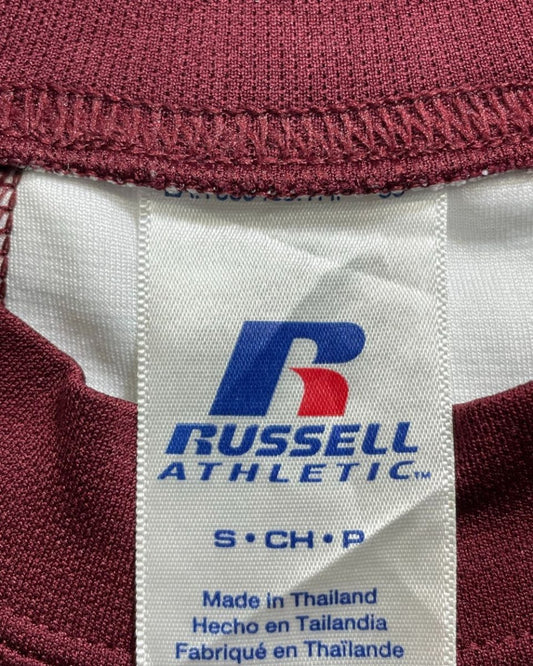 RUSSELL
ATHLETIC™
S • CH • P
Made in Thailand
Hecho en Tailandia
Fabriqué en Thaïlande